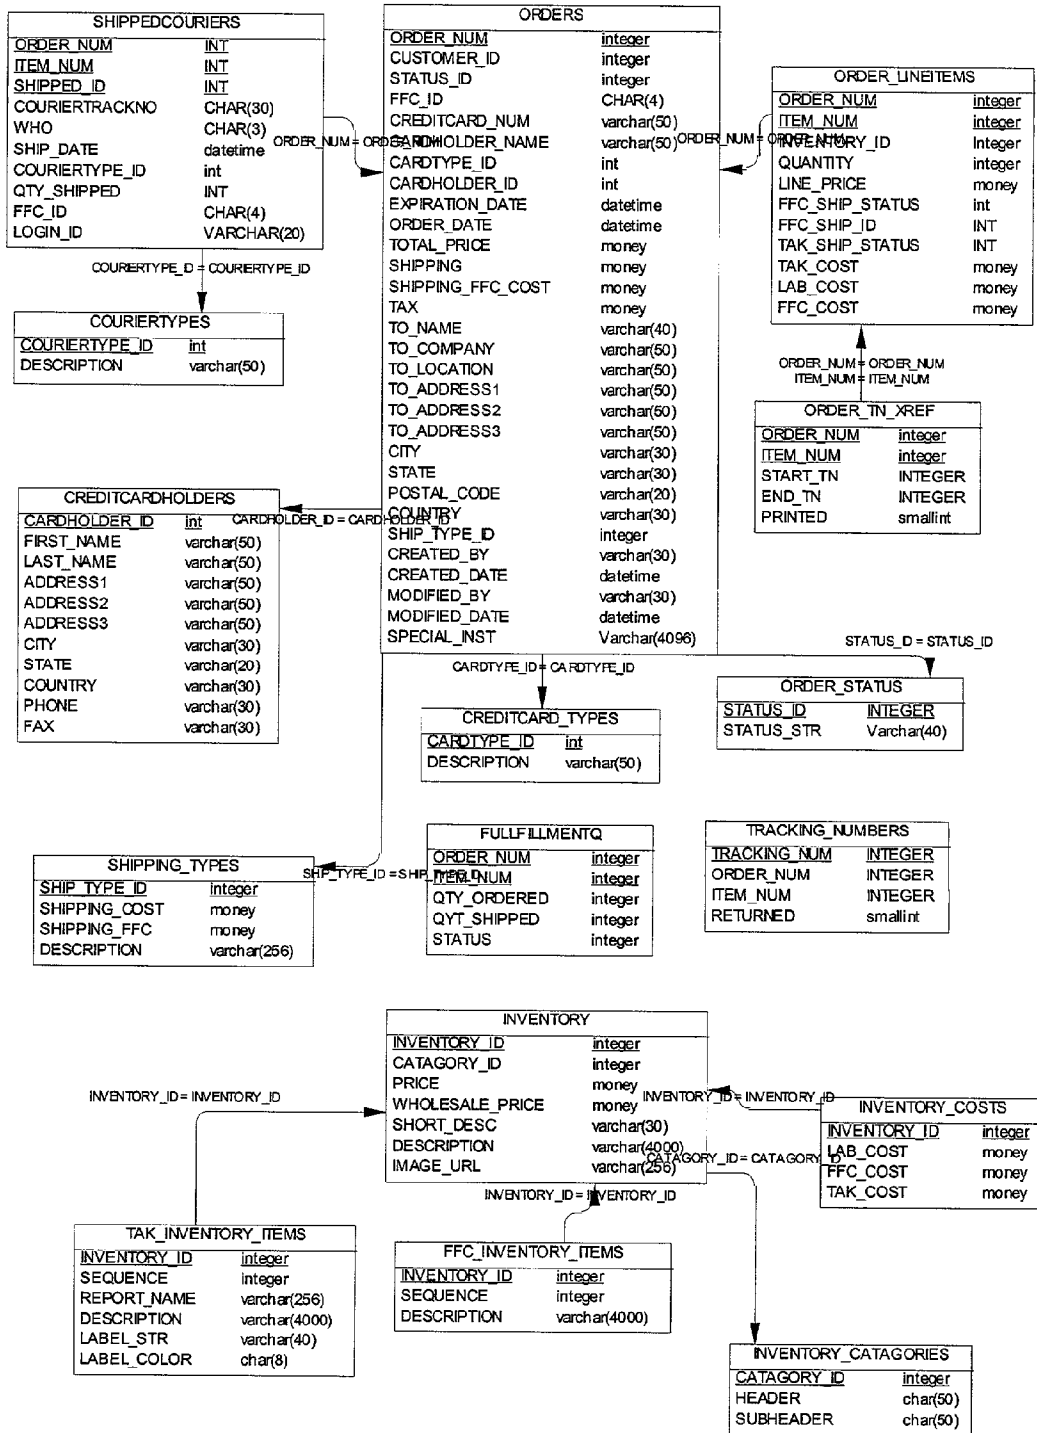 SHIPPEDCOURIERS
ORDER_NUM INT
ITEM_NUM INT
SHIPPED_ID INT
COURIERTRACKNO CHAR(30)
WHO CHAR(3)
SHIP_DATE datetime
COURIERTYPE_ID int
QTY_SHIPPED INT
FFC_ID CHAR(4)
LOGIN_ID VARCHAR(20)
ORDERS
ORDER_NUM integer
CUSTOMER_ID integer
STATUS_ID integer
FFC_ID CHAR(4)
CREDITCARD_NUM varchar(50)
CARDHOLDER_NAME varchar(50)
CARDTYPE_ID int
CARDHOLDER_ID int
EXPIRATION_DATE datetime
ORDER_DATE datetime
TOTAL_PRICE money
SHIPPING money
SHIPPING_FFC_COST money
TAX money
TO_NAME varchar(40)
TO_COMPANY varchar(50)
TO_LOCATION varchar(50)
TO_ADDRESS1 varchar(50)
TO_ADDRESS2 varchar(50)
TO_ADDRESS3 varchar(50)
CITY varchar(30)
STATE varchar(30)
POSTAL_CODE varchar(20)
COUNTRY varchar(30)
SHIP_TYPE_ID integer
CREATED_BY varchar(30)
CREATED_DATE datetime
MODIFIED_BY varchar(30)
MODIFIED_DATE datetime
SPECIAL_INST Varchar(4096)
ORDER_LINEITEMS
ORDER_NUM integer
ITEM_NUM integer
INVENTORY_ID integer
QUANTITY integer
LINE_PRICE money
FFC_SHIP_STATUS int
FFC_SHIP_ID INT
TAK_SHIP_STATUS INT
TAK_COST money
LAB_COST money
FFC_COST money
ORDER_NUM = ORDER_NUM
ORDER_NUM = ORDER_NUM
COURIERTYPE_ID = COURIERTYPE_ID
COURIERTYPES
COURIERTYPE_ID int
DESCRIPTION varchar(50)
ORDER_NUM = ORDER_NUM
ITEM_NUM = ITEM_NUM
ORDER_TN_XREF
ORDER_NUM integer
ITEM_NUM integer
START_TN INTEGER
END_TN INTEGER
PRINTED smallint
CREDITCARDHOLDERS
CARDHOLDER_ID int
FIRST_NAME varchar(50)
LAST_NAME varchar(50)
ADDRESS1 varchar(50)
ADDRESS2 varchar(50)
ADDRESS3 varchar(50)
CITY varchar(30)
STATE varchar(20)
COUNTRY varchar(30)
PHONE varchar(30)
FAX varchar(30)
CARDHOLDER_ID = CARDHOLDER_ID
CARDTYPE_ID = CARDTYPE_ID
STATUS_ID = STATUS_ID
CREDITCARD_TYPES
CARDTYPE_ID int
DESCRIPTION varchar(50)
ORDER_STATUS
STATUS_ID INTEGER
STATUS_STR Varchar(40)
SHIPPING_TYPES
SHIP_TYPE_ID integer
SHIPPING_COST money
SHIPPING_FFC money
DESCRIPTION varchar(256)
SHIP_TYPE_ID = SHIP_TYPE_ID
FULLFILLMENTQ
ORDER_NUM integer
ITEM_NUM integer
QTY_ORDERED integer
QYT_SHIPPED integer
STATUS integer
TRACKING_NUMBERS
TRACKING_NUM INTEGER
ORDER_NUM INTEGER
ITEM_NUM INTEGER
RETURNED smallint
INVENTORY
INVENTORY_ID integer
CATAGORY_ID integer
PRICE money
WHOLESALE_PRICE money
SHORT_DESC varchar(30)
DESCRIPTION varchar(4000)
IMAGE_URL varchar(256)
INVENTORY_ID = INVENTORY_ID
INVENTORY_ID = INVENTORY_ID
CATAGORY_ID = CATAGORY_ID
INVENTORY_ID = INVENTORY_ID
INVENTORY_COSTS
INVENTORY_ID integer
LAB_COST money
FFC_COST money
TAK_COST money
TAK_INVENTORY_ITEMS
INVENTORY_ID integer
SEQUENCE integer
REPORT_NAME varchar(256)
DESCRIPTION varchar(4000)
LABEL_STR varchar(40)
LABEL_COLOR char(8)
FFC_INVENTORY_ITEMS
INVENTORY_ID integer
SEQUENCE integer
DESCRIPTION varchar(4000)
INVENTORY_CATAGORIES
CATAGORY_ID integer
HEADER char(50)
SUBHEADER char(50)